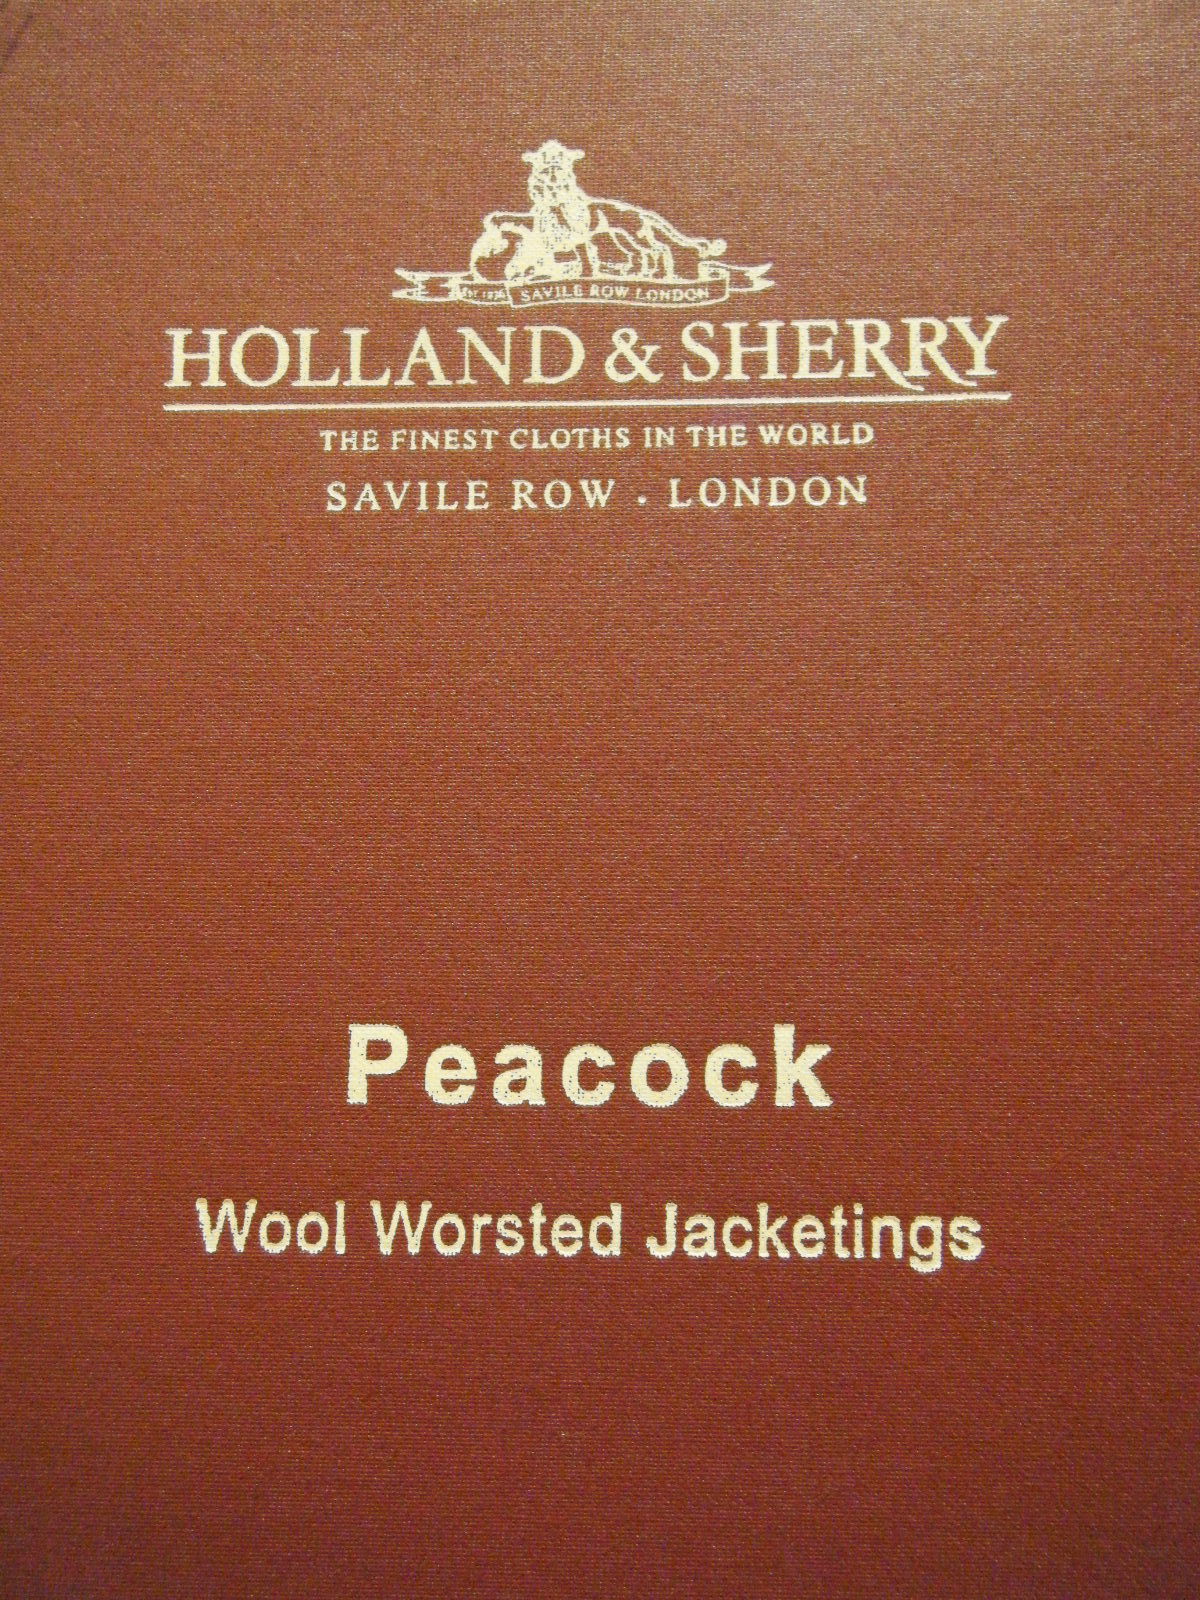 SAVILE ROW LONDON
HOLLAND & SHERRY
THE FINEST CLOTHS IN THE WORLD
SAVILE ROW . LONDON
Peacock
Wool Worsted Jacketings